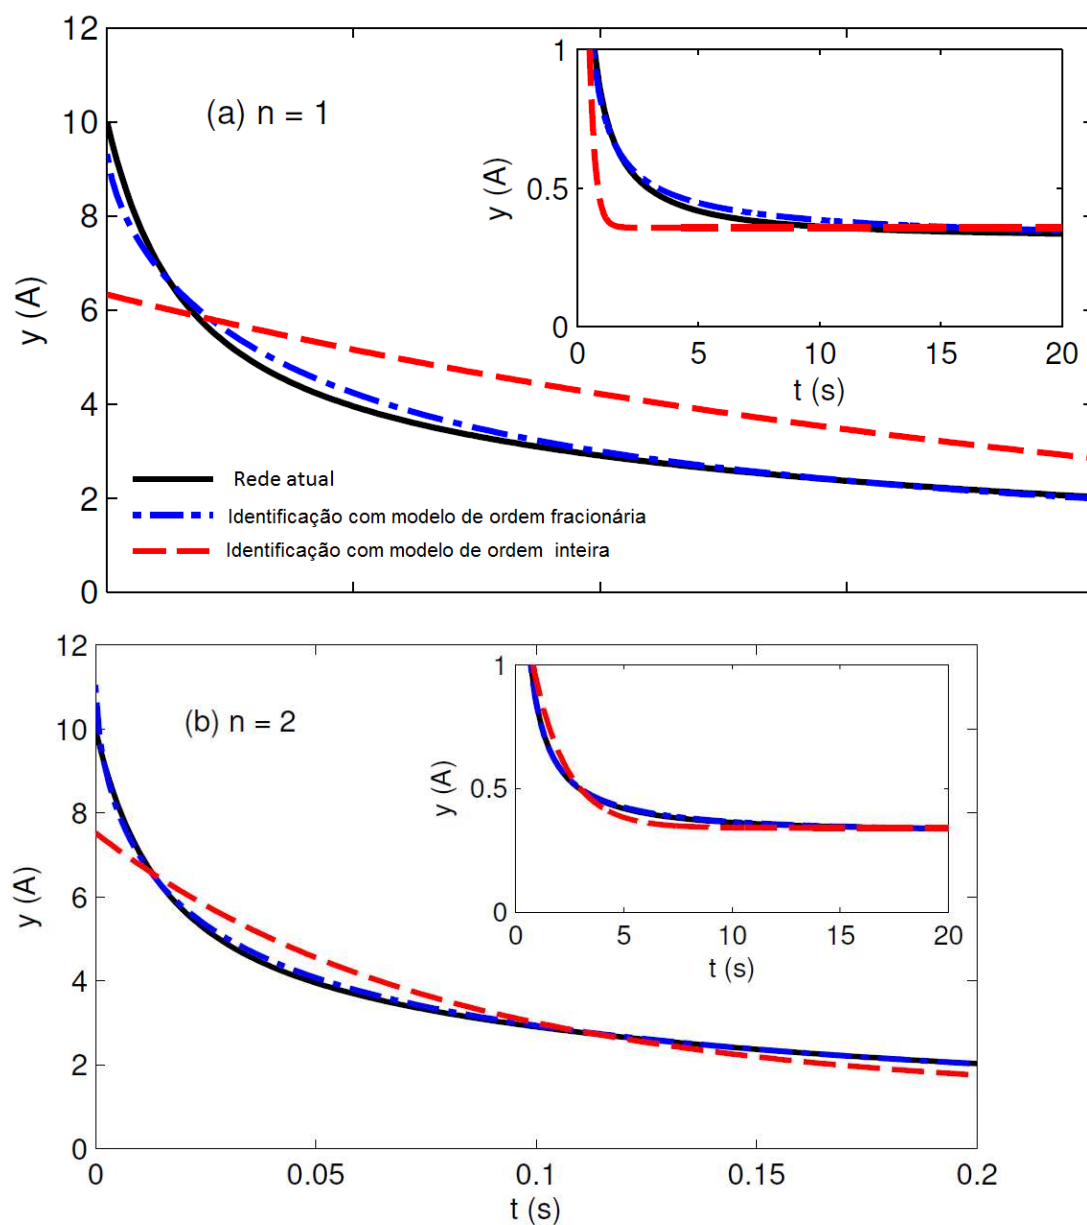 12
10
8
6
4
2
0
y (A)
(a) n = 1
1
0.5
0
y (A)
0 5 10 15 20
t (s)
Rede atual
Identificação com modelo de ordem fracionária
Identificação com modelo de ordem inteira
12
10
8
6
4
2
0
y (A)
(b) n = 2
1
0.5
0
y (A)
0 5 10 15 20
t (s)
0 0.05 0.1 0.15 0.2
t (s)